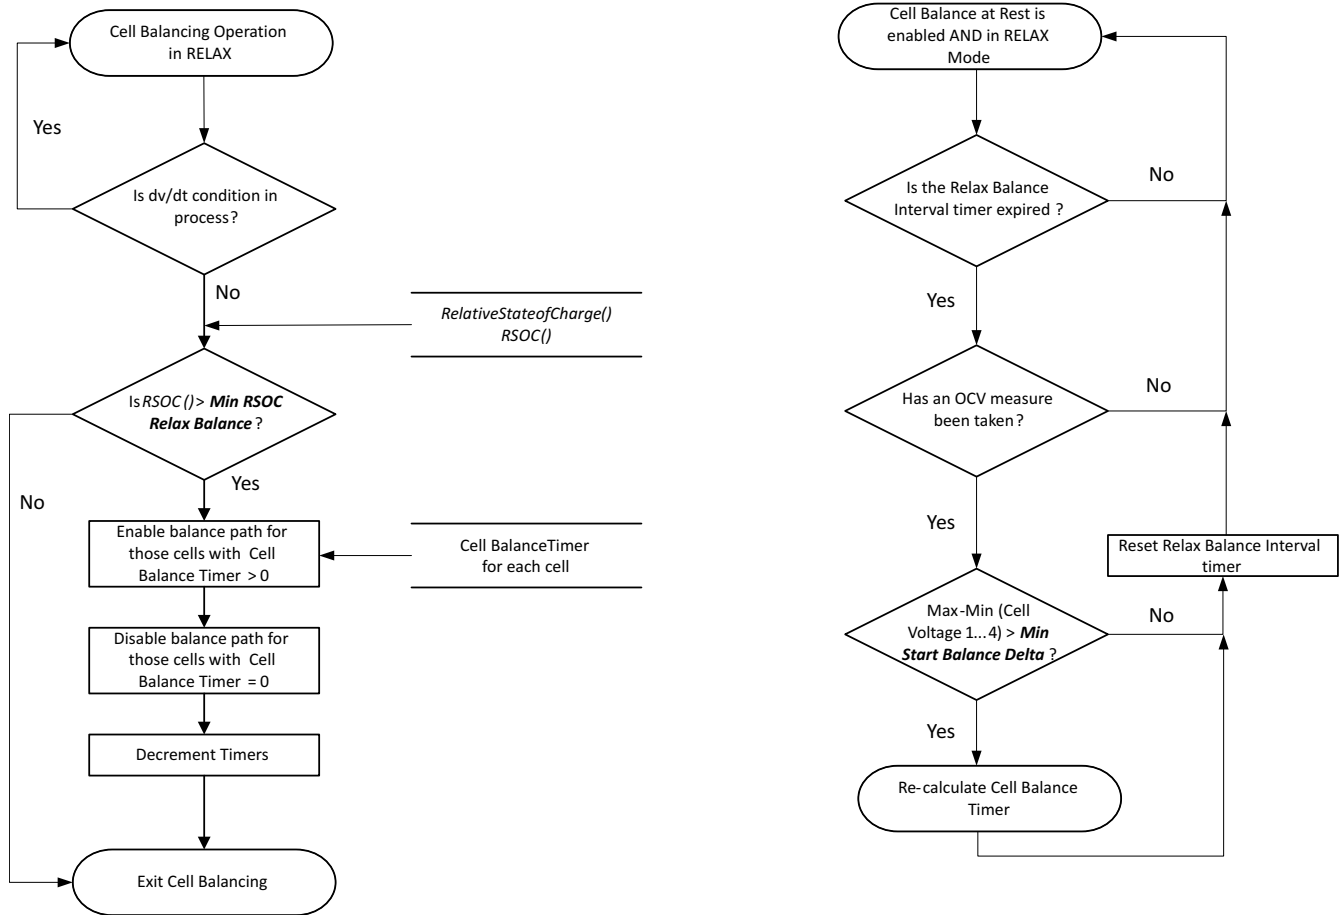 Cell Balancing Operation
in RELAX
Yes
Is dv/dt condition in
process?
No
RelativeStateofCharge()
RSOC()
Is RSOC() > Min RSOC
Relax Balance ?
No
Yes
Enable balance path for
those cells with Cell
Balance Timer > 0
Cell BalanceTimer
for each cell
Disable balance path for
those cells with Cell
Balance Timer = 0
Decrement Timers
Exit Cell Balancing
Cell Balance at Rest is
enabled AND in RELAX
Mode
Is the Relax Balance
Interval timer expired ?
No
Yes
Has an OCV measure
been taken?
No
Yes
Reset Relax Balance Interval
timer
Max-Min (Cell
Voltage 1...4) > Min
Start Balance Delta ?
No
Yes
Re-calculate Cell Balance
Timer